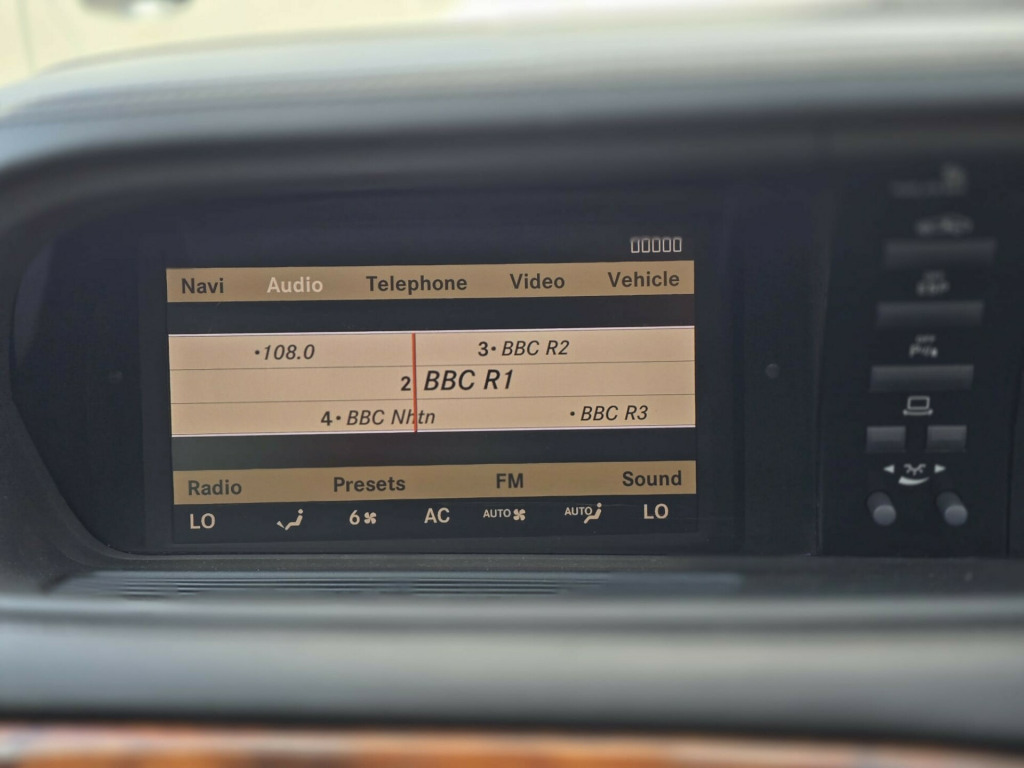 Navi Audio Telephone Video Vehicle
•108.0 3• BBC R2
2 BBC R1
4• BBC Nhtn • BBC R3
Radio Presets FM Sound
LO 6 AC AUTO AUTO LO
OFF